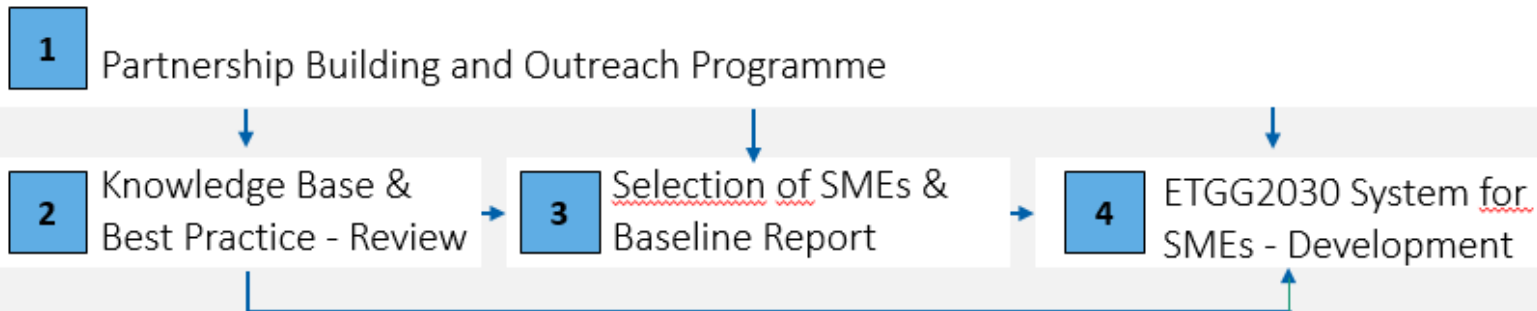 1
Partnership Building and Outreach Programme
2
Knowledge Base &
Best Practice - Review
3
Selection of SMEs &
Baseline Report
4
ETGG2030 System for
SMEs - Development